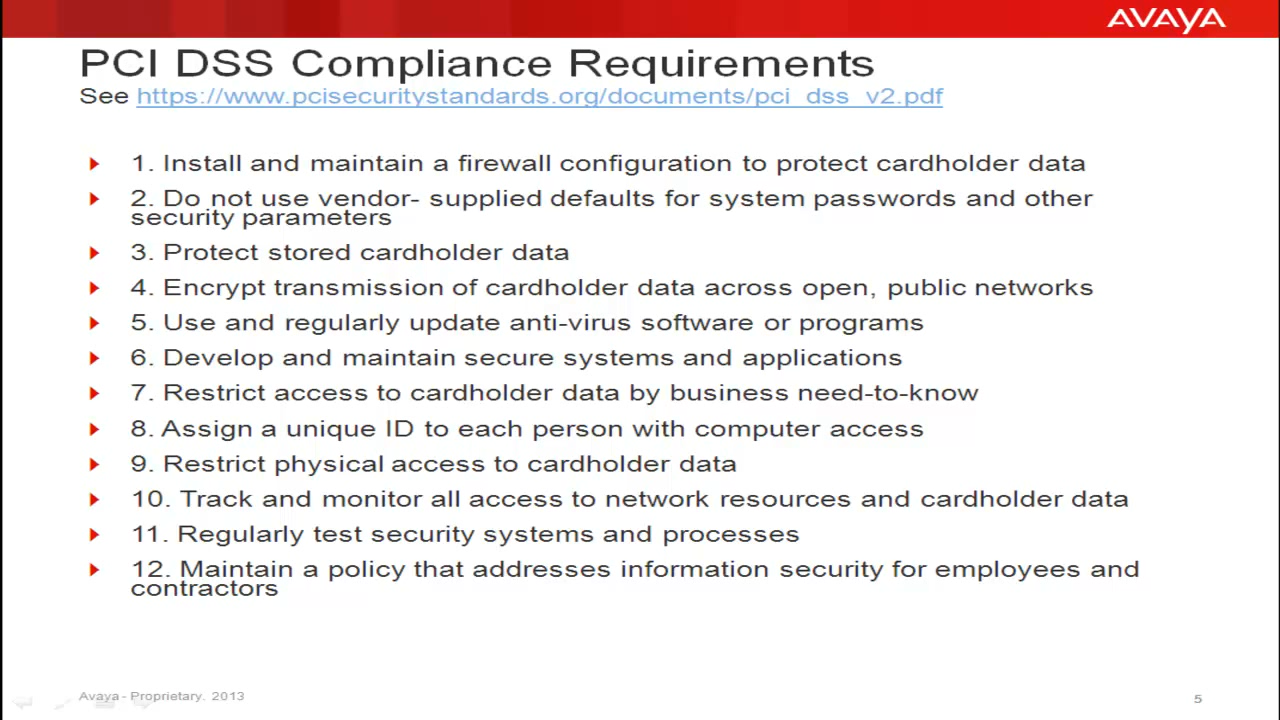 AVAYA
PCI DSS Compliance Requirements
See https://www.pcisecuritystandards.org/documents/pci_dss_v2.pdf
1. Install and maintain a firewall configuration to protect cardholder data
2. Do not use vendor- supplied defaults for system passwords and other
security parameters
3. Protect stored cardholder data
4. Encrypt transmission of cardholder data across open, public networks
5. Use and regularly update anti-virus software or programs
6. Develop and maintain secure systems and applications
7. Restrict access to cardholder data by business need-to-know
8. Assign a unique ID to each person with computer access
9. Restrict physical access to cardholder data
10. Track and monitor all access to network resources and cardholder data
11. Regularly test security systems and processes
12. Maintain a policy that addresses information security for employees and
contractors
Avaya - Proprietary. 2013
5